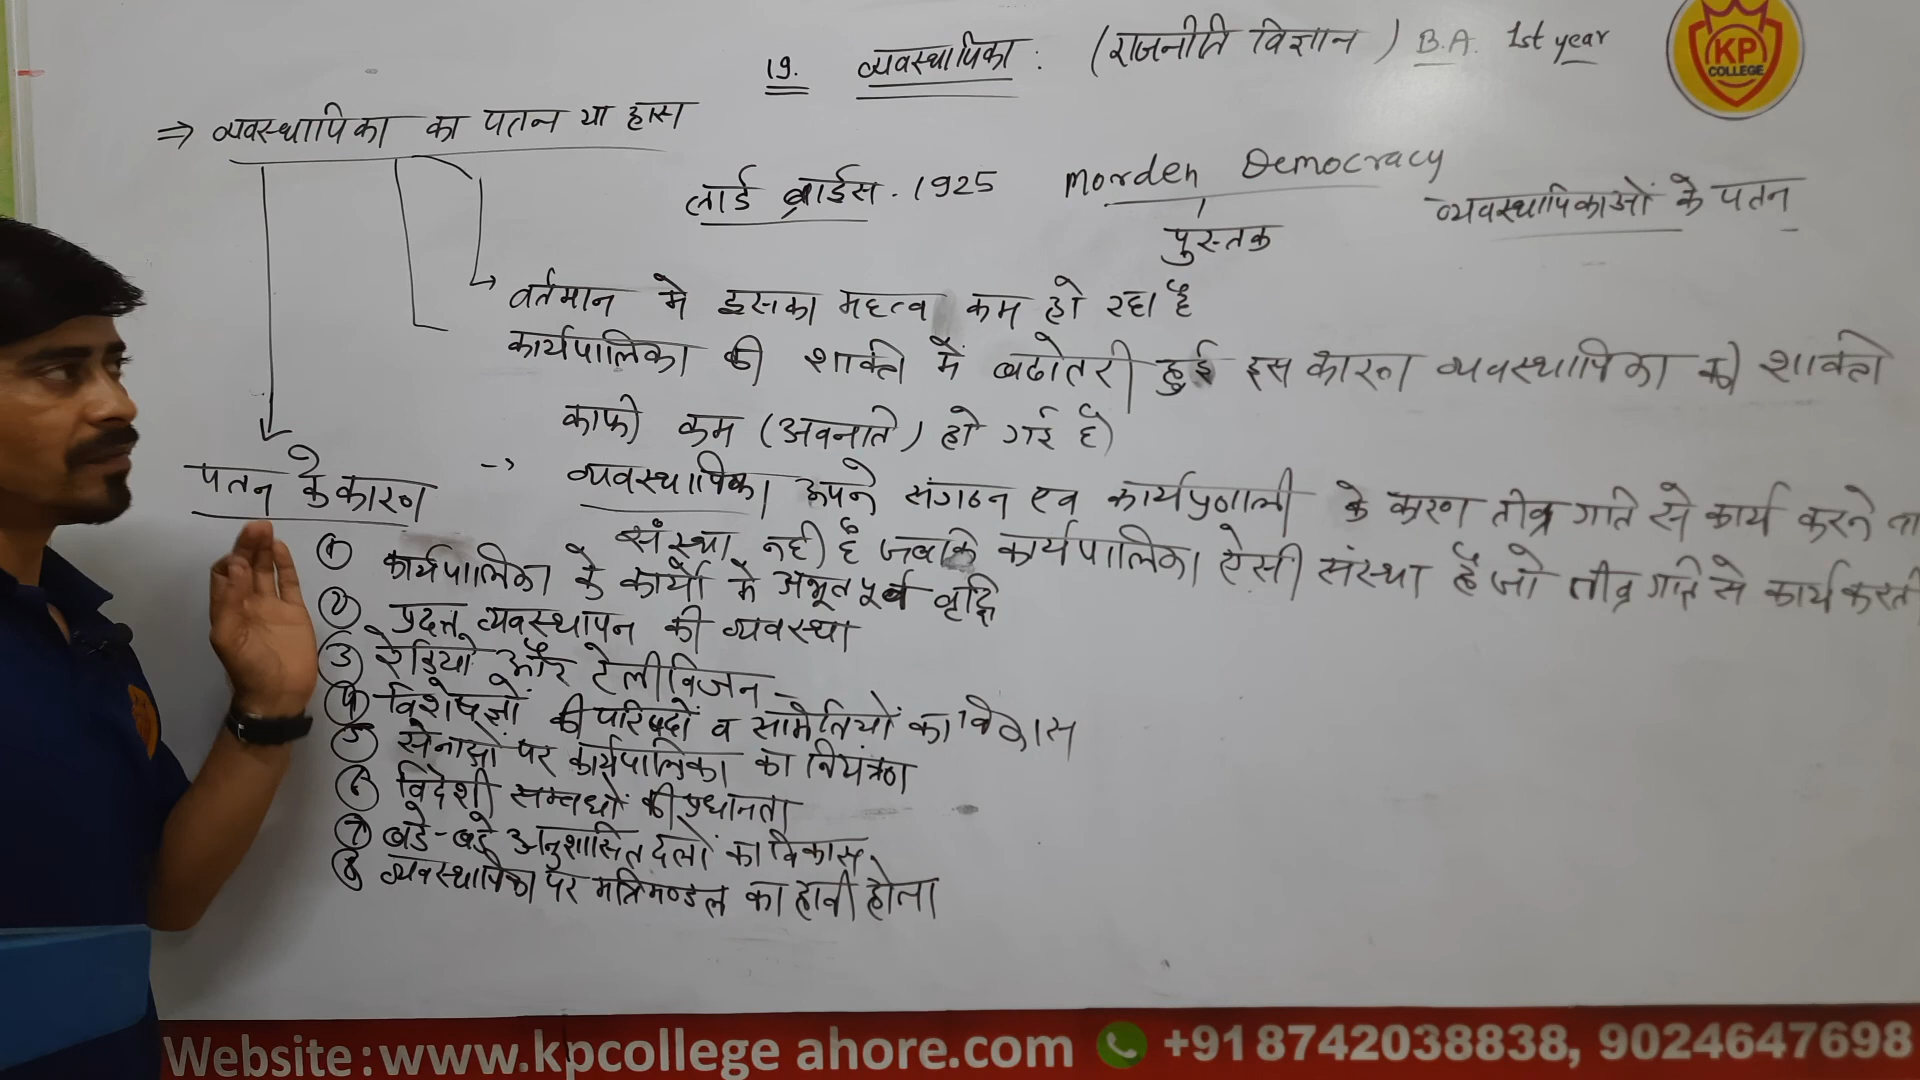 19. व्यवस्थापिका : (राजनीति विज्ञान) B.A. 1st year
KP
COLLEGE
⇒ व्यवस्थापिका का पतन या हास
लार्ड ब्राईस. 1925 Morden Democracy
पुस्तक
व्यवस्थापिकाओं के पतन
वर्तमान मे इसका महत्व कम हो रहा है
कार्यपालिका की शाक्ति में बढोतरी हुई इस कारण व्यवस्थापिका की शाक्ति
काफी कम (अवनति) हो गई है
पतन के कारण
-> व्यवस्थापिका अपने संगठन एव कार्यप्रणाली के कारण तीव्र गति से कार्य करने वा
संस्था नही है जबकि कार्यपालिका ऐसी संस्था है जो तीव्र गति से कार्य करती
① कार्यपालिका के कार्यो मे अभूतपूर्व वृद्धि
② प्रदत्त व्यवस्थापन की व्यवस्था
③ रेडियो और टेलीविजन -
④ विशेषज्ञों की परिषदों व समितियों का विकास
⑤ सेनाओं पर कार्यपालिका का नियंत्रण
⑥ विदेशी सम्बधों की प्रधानता
⑦ बडे-बडे अनुशासित दलों का विकास
⑧ व्यवस्थापिका पर मंत्रिमण्डल का हावी होना
Website:www.kpcollege ahore.com +91 8742038838, 9024647698